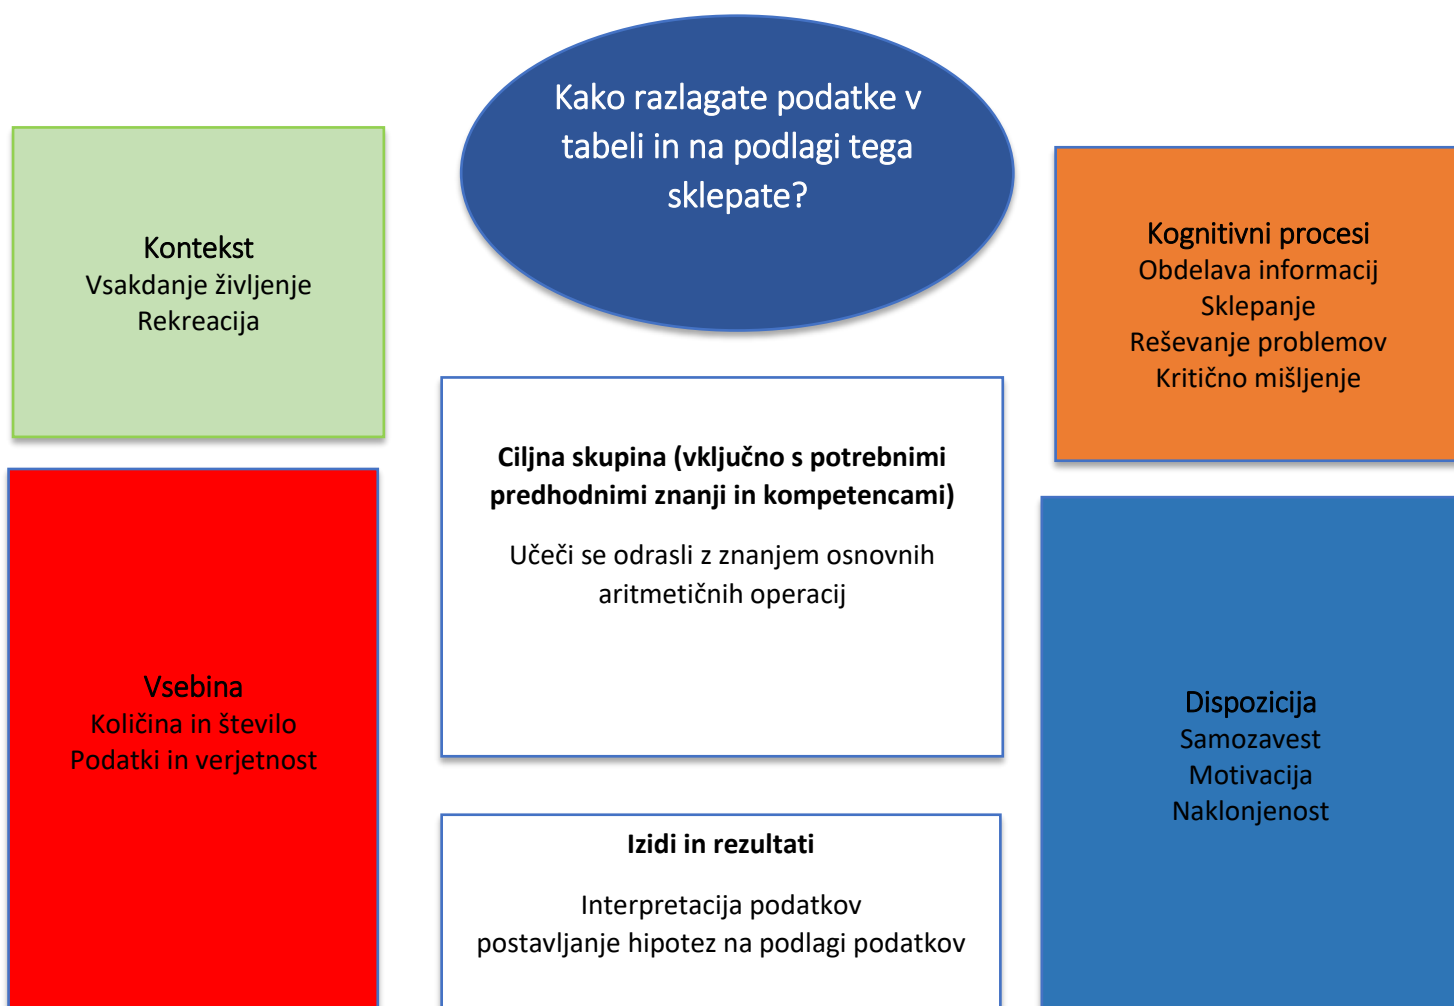 Kako razlagate podatke v
tabeli in na podlagi tega
sklepate?
Kontekst
Vsakdanje življenje
Rekreacija
Kognitivni procesi
Obdelava informacij
Sklepanje
Reševanje problemov
Kritično mišljenje
Ciljna skupina (vključno s potrebnimi
predhodnimi znanji in kompetencami)
Učeči se odrasli z znanjem osnovnih
aritmetičnih operacij
Vsebina
Količina in število
Podatki in verjetnost
Dispozicija
Samozavest
Motivacija
Naklonjenost
Izidi in rezultati
Interpretacija podatkov
postavljanje hipotez na podlagi podatkov